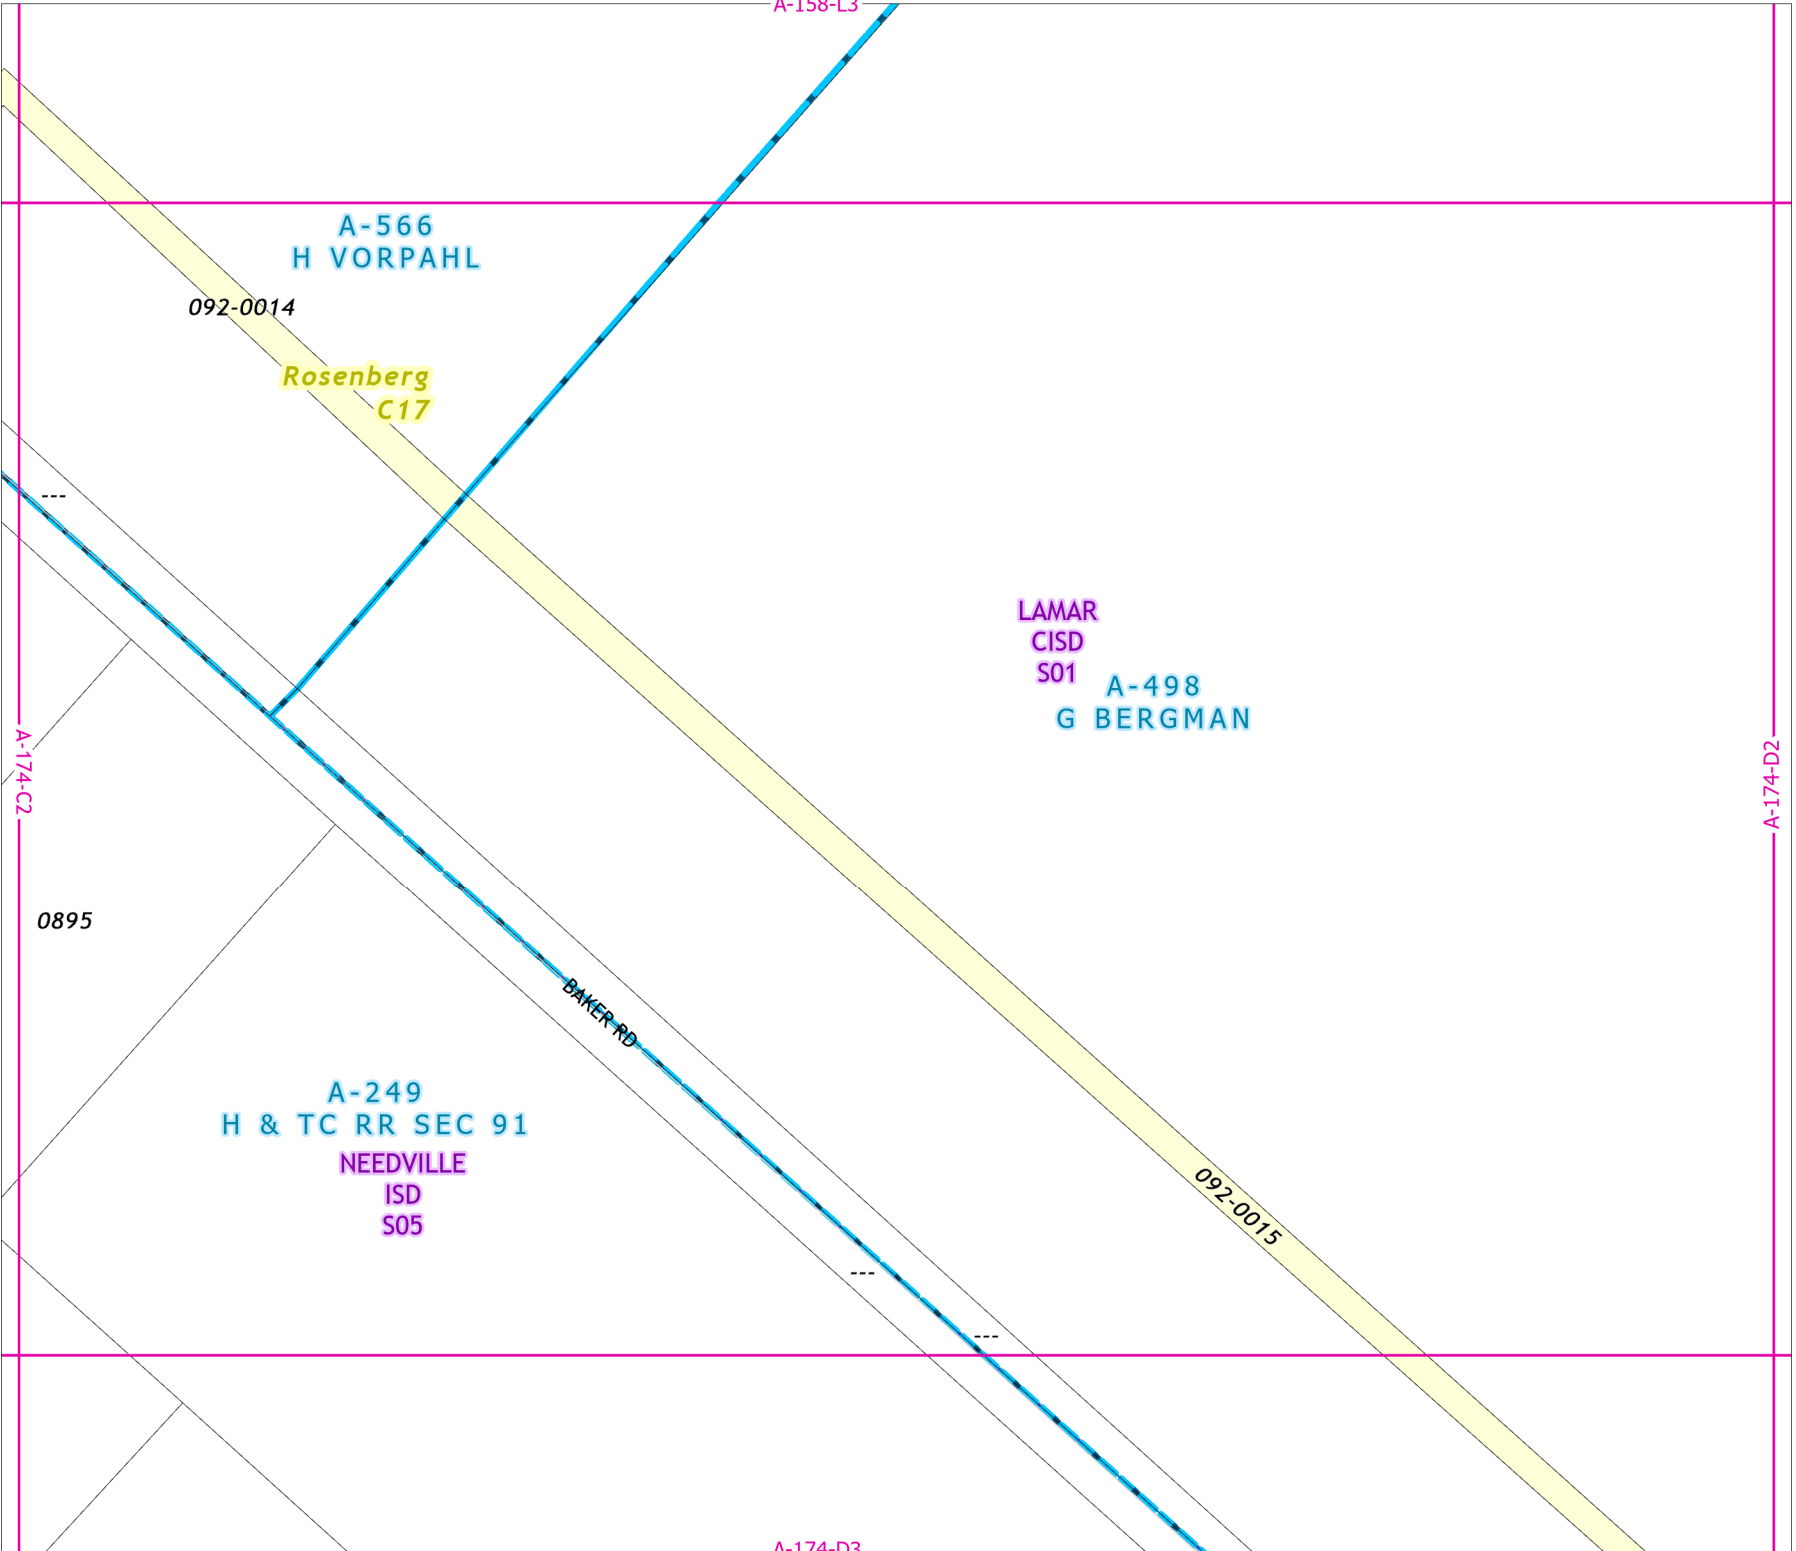 A-158-L3
A-566
H VORPAHL
092-0014
Rosenberg
C17
---
LAMAR
CISD
S01
A-498
G BERGMAN
A-174-C2
A-174-D2
0895
BAKER RD
A-249
H & TC RR SEC 91
NEEDVILLE
ISD
S05
092-0015
---
---
A-174-D3